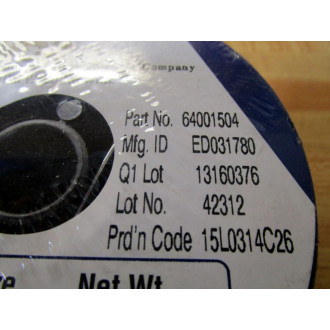 Company
Part No. 64001504
Mfg. ID ED031780
Q1 Lot 13160376
Lot No. 42312
Prd'n Code 15L0314C26
Net Wt.